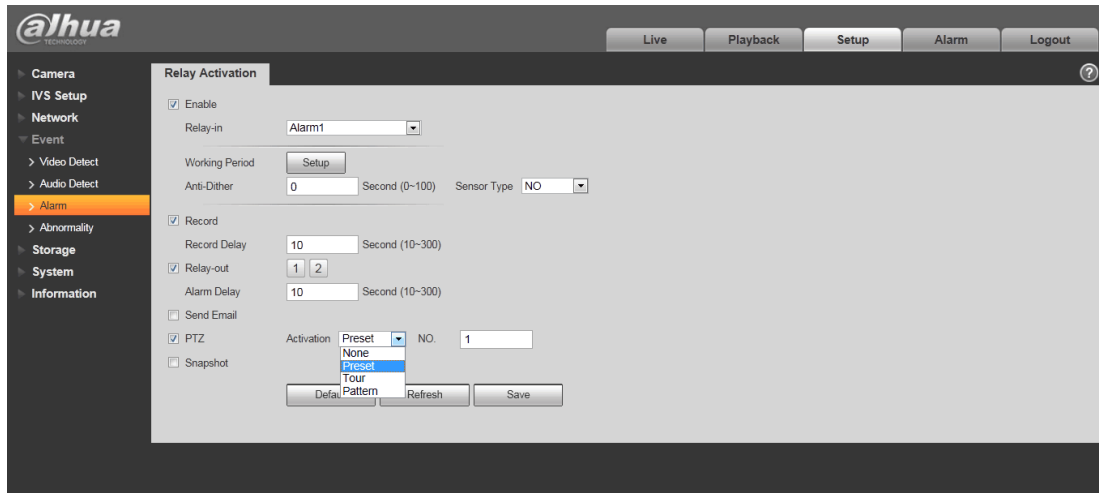 alhua
TECHNOLOGY
Live Playback Setup Alarm Logout
Camera
IVS Setup
Network
Event
> Video Detect
> Audio Detect
> Alarm
> Abnormality
Storage
System
Information
Relay Activation
?
Enable
Relay-in Alarm1
Working Period Setup
Anti-Dither 0 Second (0~100) Sensor Type NO
Record
Record Delay 10 Second (10~300)
Relay-out 1 2
Alarm Delay 10 Second (10~300)
Send Email
PTZ Activation Preset NO. 1
None
Preset
Tour
Pattern
Snapshot
Refresh Save